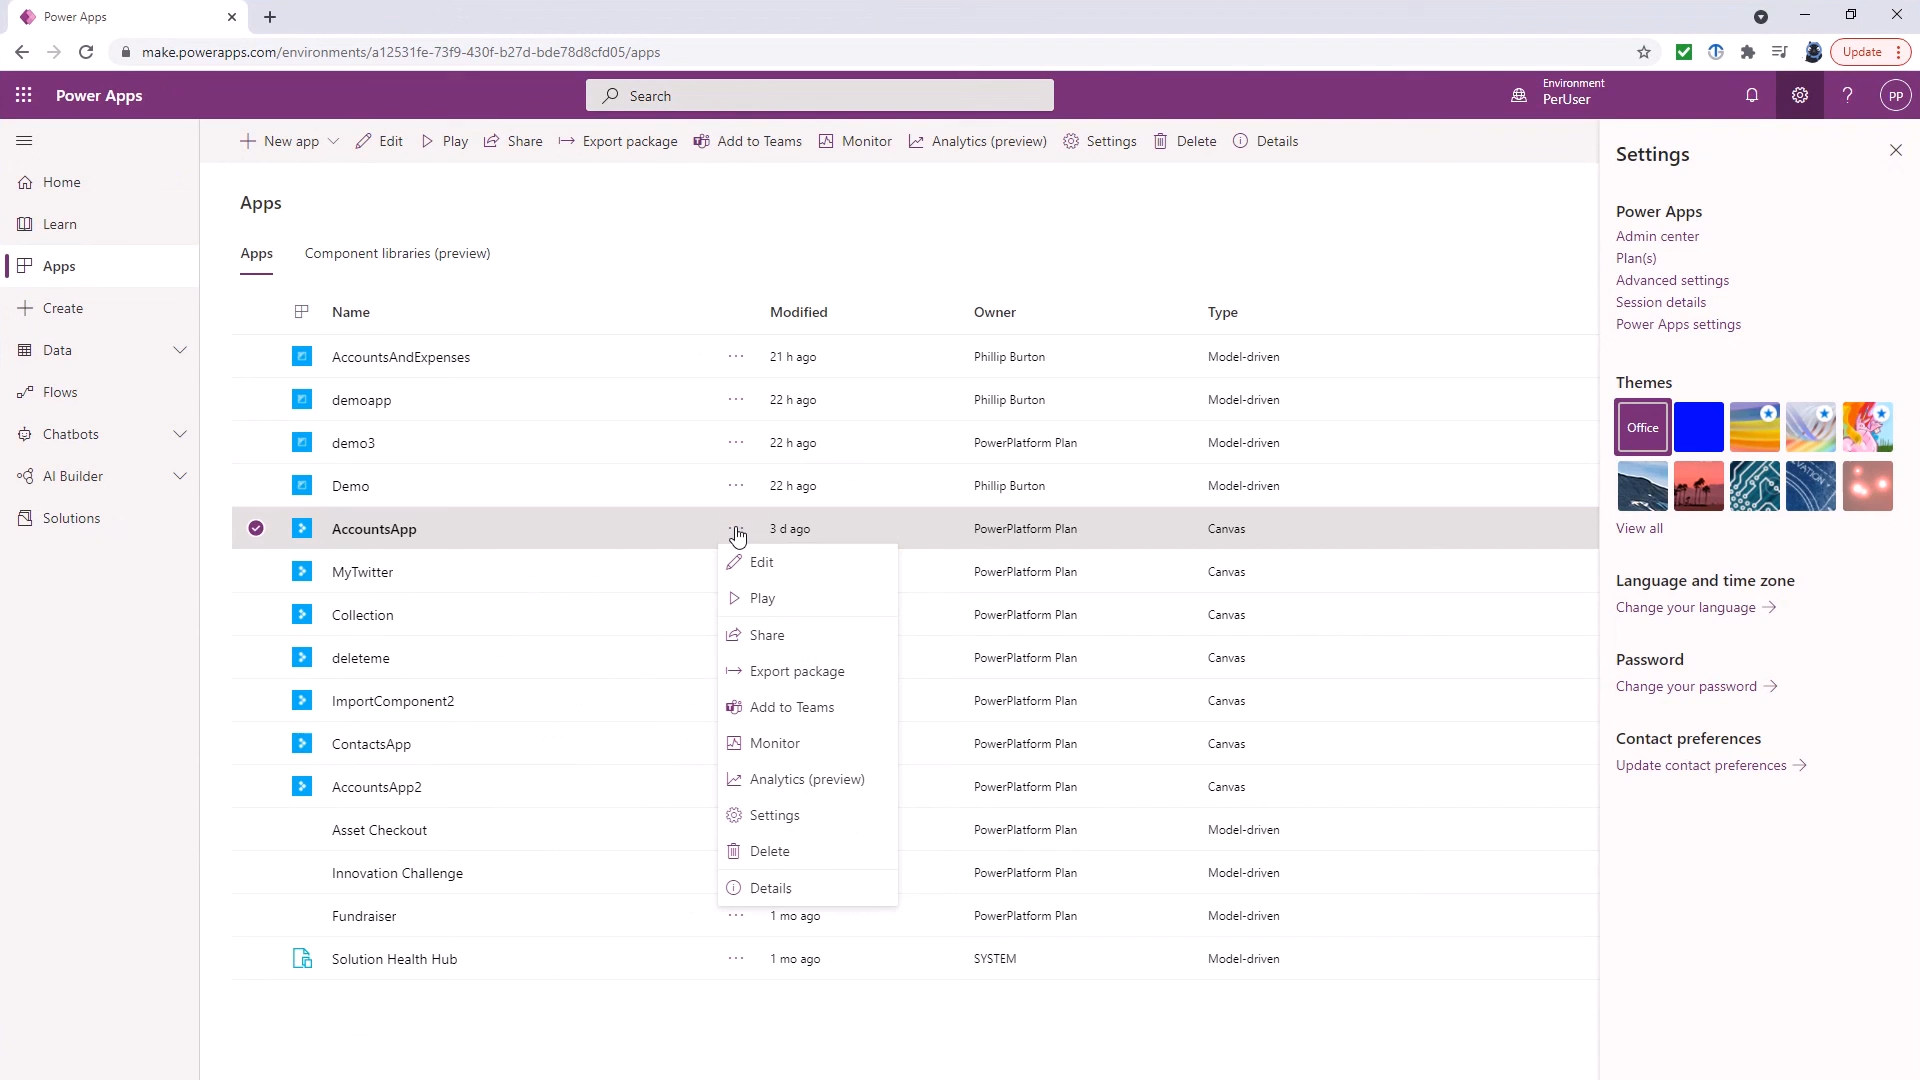 Power Apps
make.powerapps.com/environments/a12531fe-73f9-430f-b27d-bde78d8cfd05/apps
Update
Power Apps
Search
Environment
PerUser
PP
New app
Edit
Play
Share
Export package
Add to Teams
Monitor
Analytics (preview)
Settings
Delete
Details
Home
Learn
Apps
Create
Data
Flows
Chatbots
AI Builder
Solutions
Apps
Apps Component libraries (preview)
Name Modified Owner Type
AccountsAndExpenses ... 21 h ago Phillip Burton Model-driven
demoapp ... 22 h ago Phillip Burton Model-driven
demo3 ... 22 h ago PowerPlatform Plan Model-driven
Demo ... 22 h ago Phillip Burton Model-driven
AccountsApp 3 d ago PowerPlatform Plan Canvas
MyTwitter PowerPlatform Plan Canvas
Collection PowerPlatform Plan Canvas
deleteme PowerPlatform Plan Canvas
ImportComponent2 PowerPlatform Plan Canvas
ContactsApp PowerPlatform Plan Canvas
AccountsApp2 PowerPlatform Plan Canvas
Asset Checkout PowerPlatform Plan Model-driven
Innovation Challenge PowerPlatform Plan Model-driven
Fundraiser ... 1 mo ago PowerPlatform Plan Model-driven
Solution Health Hub ... 1 mo ago SYSTEM Model-driven
Edit
Play
Share
Export package
Add to Teams
Monitor
Analytics (preview)
Settings
Delete
Details
Settings
Power Apps
Admin center
Plan(s)
Advanced settings
Session details
Power Apps settings
Themes
Office
View all
Language and time zone
Change your language
Password
Change your password
Contact preferences
Update contact preferences